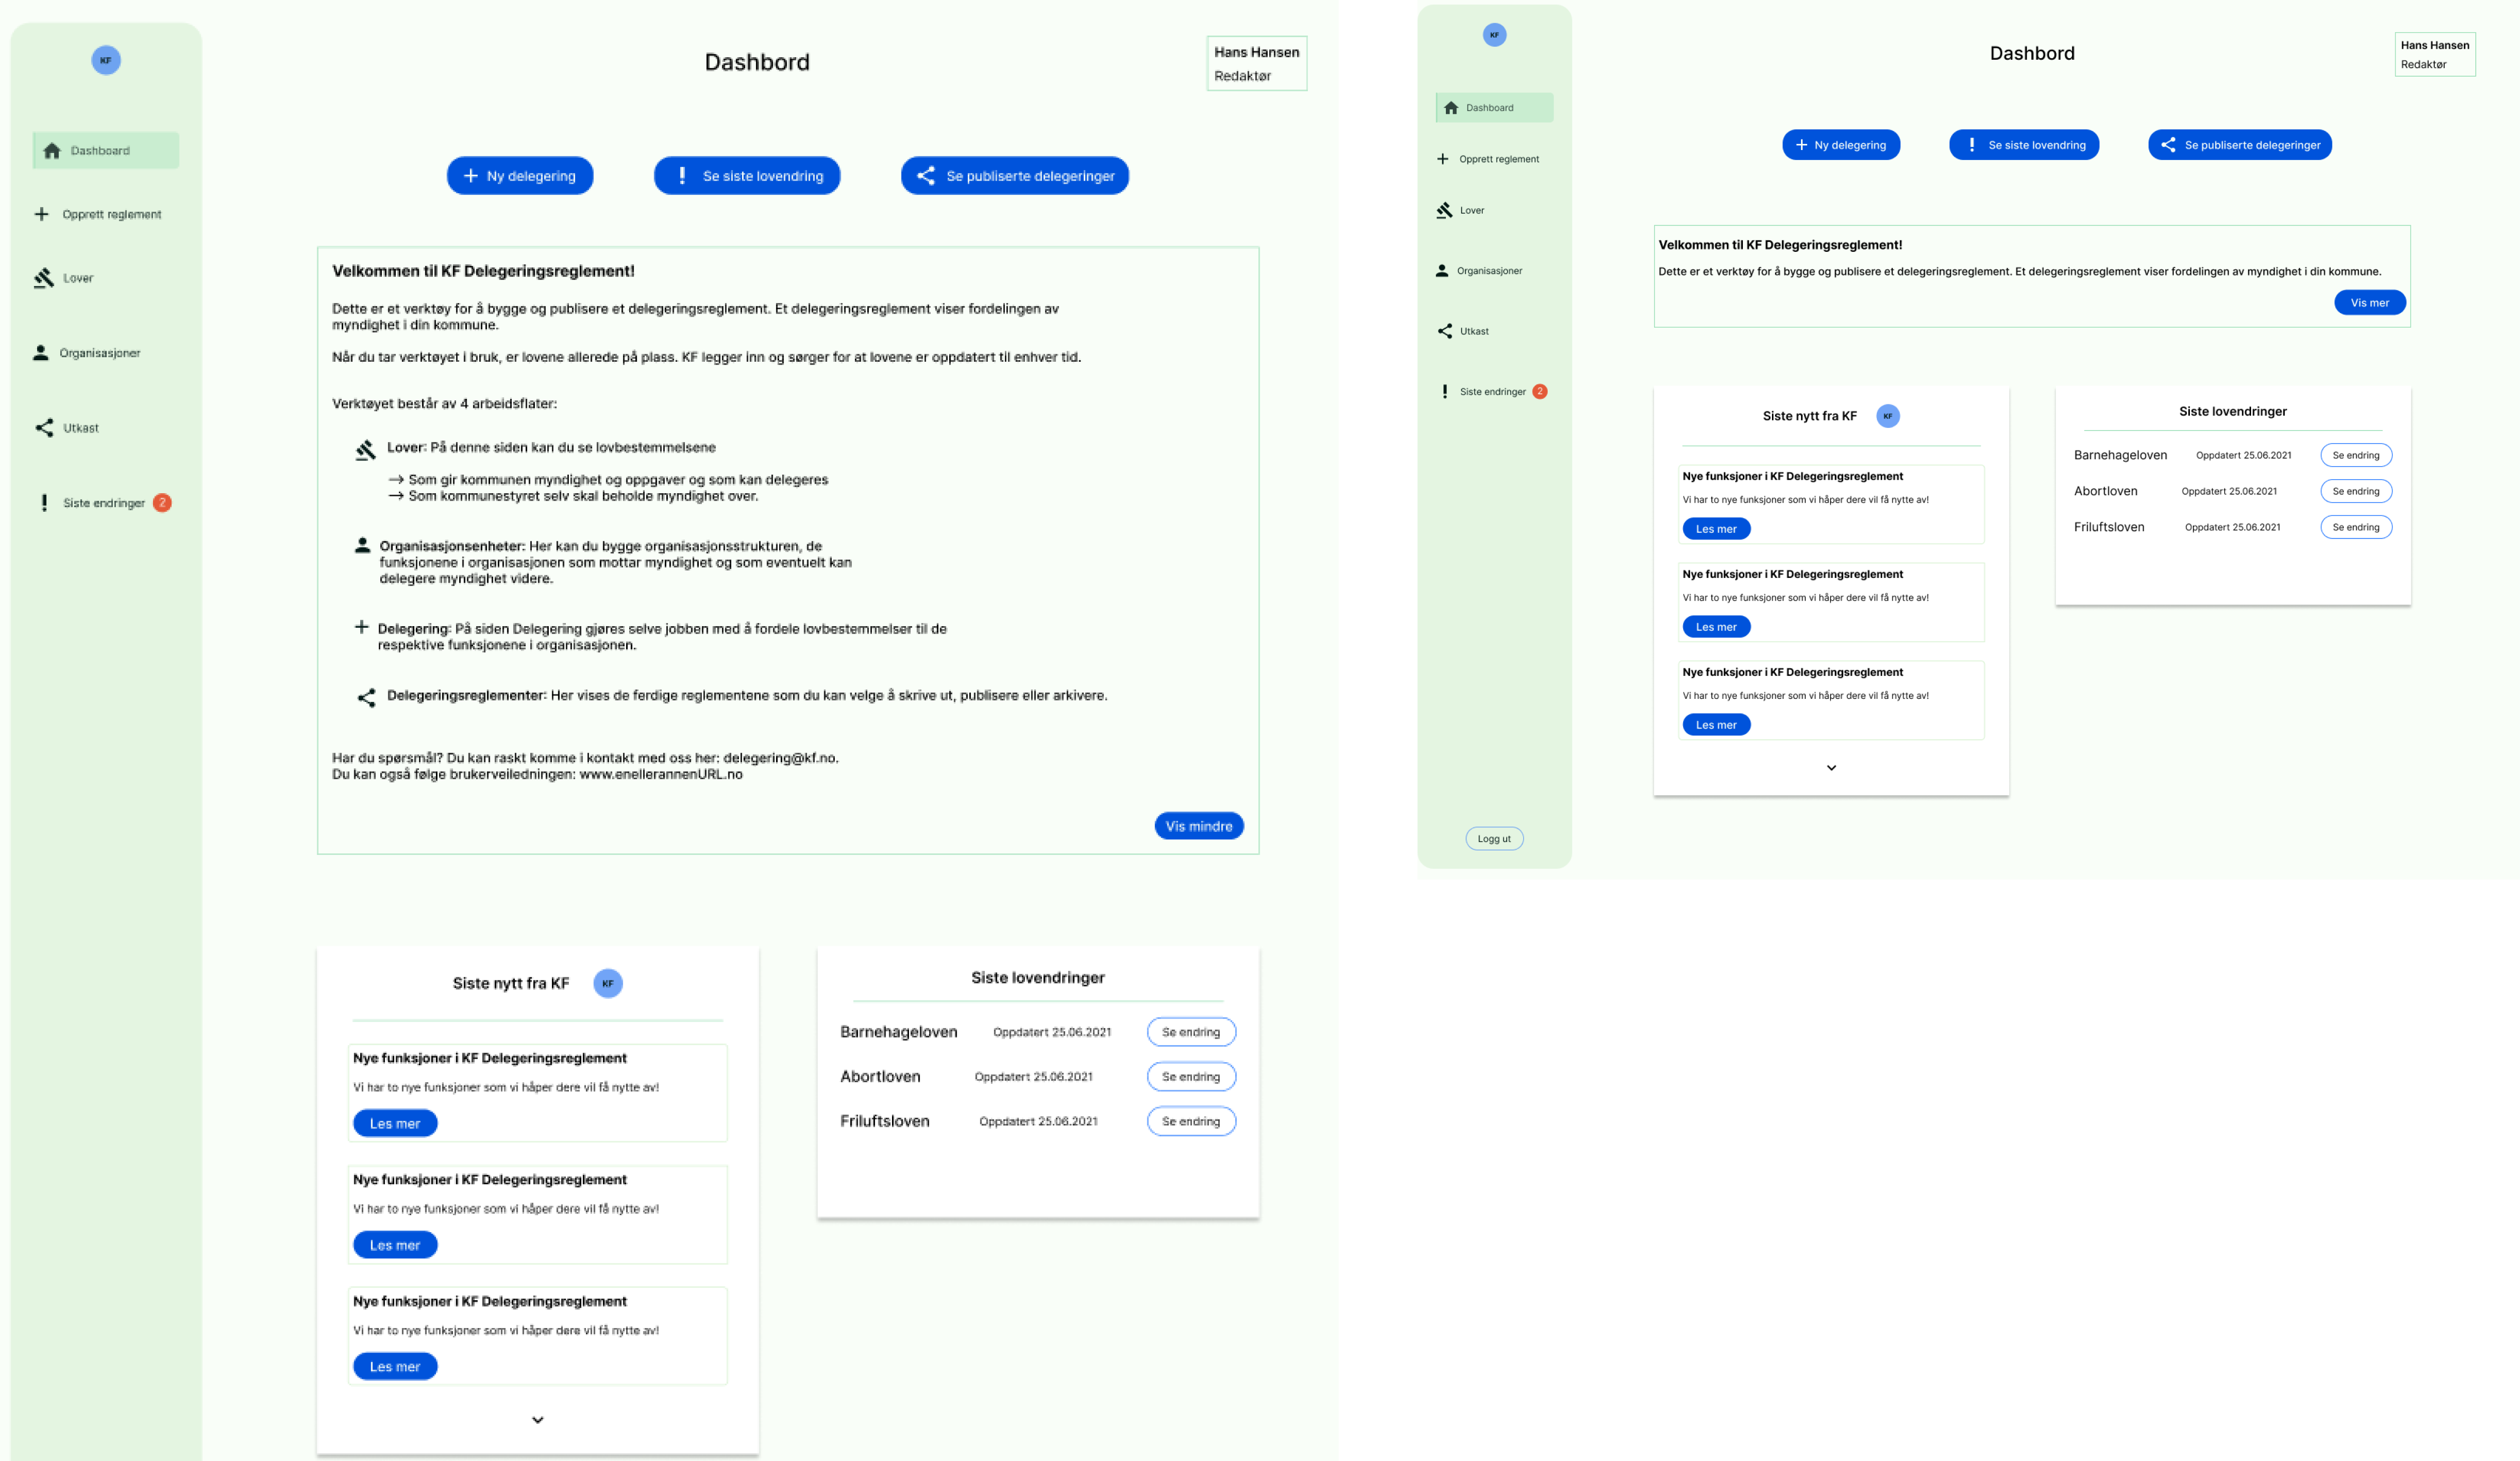 KF
Dashboard
Opprett reglement
Lover
Organisasjoner
Utkast
Siste endringer 2
Dashbord
Hans Hansen
Redaktør
Ny delegering
Se siste lovendring
Se publiserte delegeringer
Velkommen til KF Delegeringsreglement!
Dette er et verktøy for å bygge og publisere et delegeringsreglement. Et delegeringsreglement viser fordelingen av
myndighet i din kommune.
Når du tar verktøyet i bruk, er lovene allerede på plass. KF legger inn og sørger for at lovene er oppdatert til enhver tid.
Verktøyet består av 4 arbeidsflater:
Lover: På denne siden kan du se lovbestemmelsene
→ Som gir kommunen myndighet og oppgaver og som kan delegeres
→ Som kommunestyret selv skal beholde myndighet over.
Organisasjonsenheter: Her kan du bygge organisasjonsstrukturen, de
funksjonene i organisasjonen som mottar myndighet og som eventuelt kan
delegere myndighet videre.
Delegering: På siden Delegering gjøres selve jobben med å fordele lovbestemmelser til de
respektive funksjonene i organisasjonen.
Delegeringsreglementer: Her vises de ferdige reglementene som du kan velge å skrive ut, publisere eller arkivere.
Har du spørsmål? Du kan raskt komme i kontakt med oss her: delegering@kf.no.
Du kan også følge brukerveiledningen: www.enellerannenURL.no
Vis mindre
Siste nytt fra KF KF
Nye funksjoner i KF Delegeringsreglement
Vi har to nye funksjoner som vi håper dere vil få nytte av!
Les mer
Nye funksjoner i KF Delegeringsreglement
Vi har to nye funksjoner som vi håper dere vil få nytte av!
Les mer
Nye funksjoner i KF Delegeringsreglement
Vi har to nye funksjoner som vi håper dere vil få nytte av!
Les mer
Siste lovendringer
Barnehageloven Oppdatert 25.06.2021 Se endring
Abortloven Oppdatert 25.06.2021 Se endring
Friluftsloven Oppdatert 25.06.2021 Se endring
KF
Dashboard
Opprett reglement
Lover
Organisasjoner
Utkast
Siste endringer 2
Logg ut
Dashbord
Hans Hansen
Redaktør
Ny delegering
Se siste lovendring
Se publiserte delegeringer
Velkommen til KF Delegeringsreglement!
Dette er et verktøy for å bygge og publisere et delegeringsreglement. Et delegeringsreglement viser fordelingen av myndighet i din kommune.
Vis mer
Siste nytt fra KF KF
Nye funksjoner i KF Delegeringsreglement
Vi har to nye funksjoner som vi håper dere vil få nytte av!
Les mer
Nye funksjoner i KF Delegeringsreglement
Vi har to nye funksjoner som vi håper dere vil få nytte av!
Les mer
Nye funksjoner i KF Delegeringsreglement
Vi har to nye funksjoner som vi håper dere vil få nytte av!
Les mer
Siste lovendringer
Barnehageloven Oppdatert 25.06.2021 Se endring
Abortloven Oppdatert 25.06.2021 Se endring
Friluftsloven Oppdatert 25.06.2021 Se endring